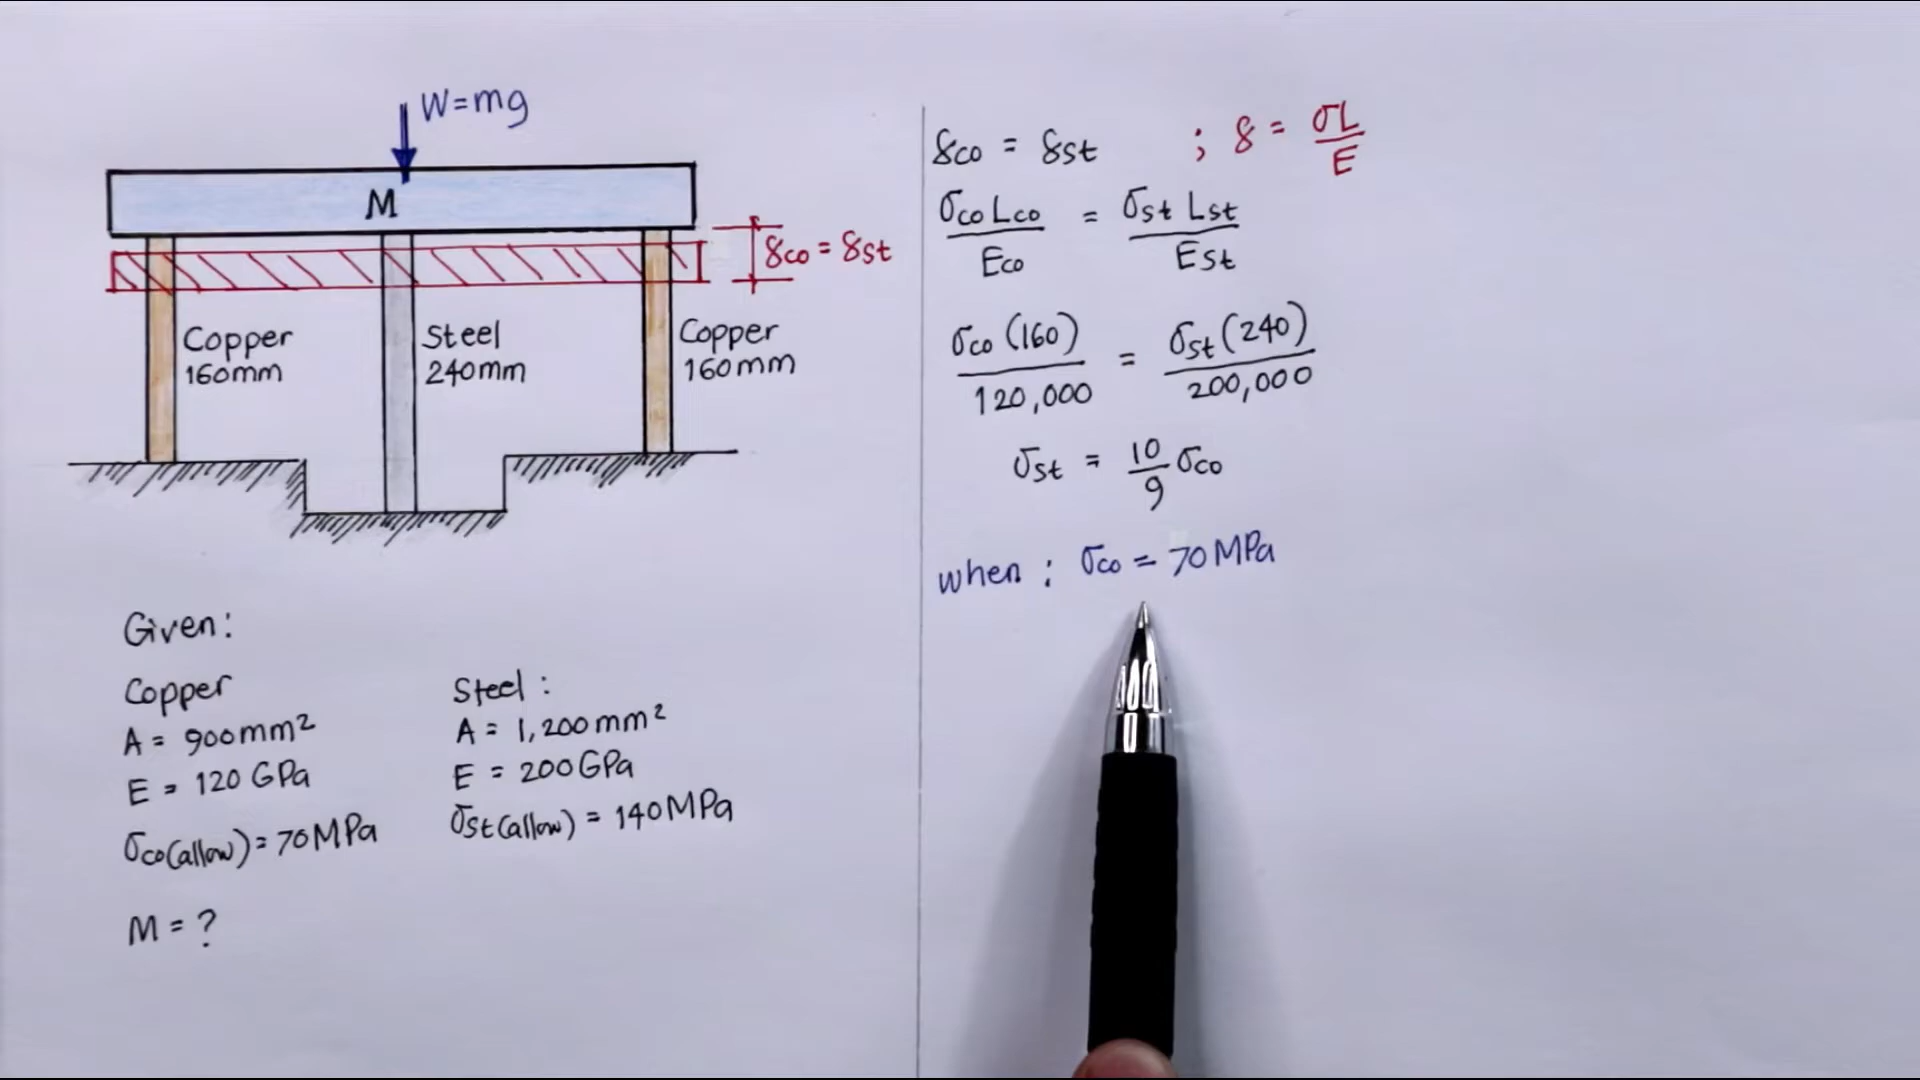 W=mg
M
δco = δst
Copper
160mm
Steel
240mm
Copper
160mm
Given:
Copper
A = 900mm²
E = 120 GPa
σco(allow) = 70MPa
Steel :
A = 1,200mm²
E = 200GPa
σst(allow) = 140MPa
M = ?
δco = δst ; δ = σL/E
σco Lco / Eco = σst Lst / Est
σco (160) / 120,000 = σst (240) / 200,000
σst = 10/9 σco
when : σco = 70MPa